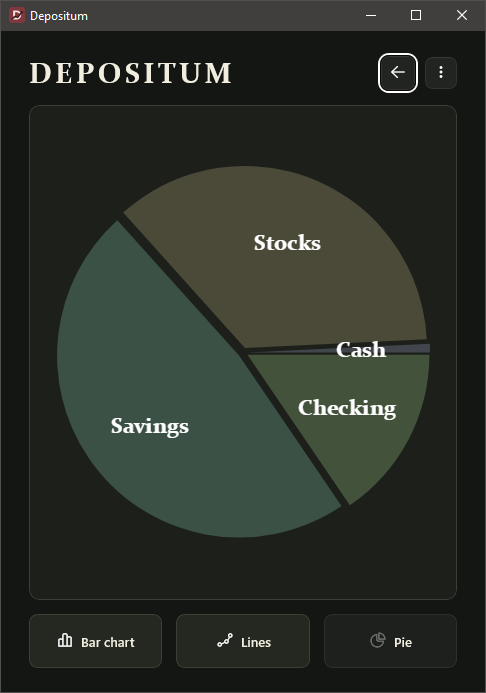 Depositum
DEPOSITUM
Stocks
Cash
Checking
Savings
Bar chart
Lines
Pie